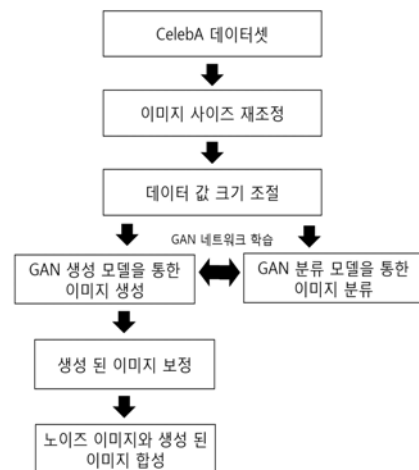 CelebA 데이터셋
이미지 사이즈 재조정
데이터 값 크기 조절
GAN 네트워크 학습
GAN 생성 모델을 통한
이미지 생성
GAN 분류 모델을 통한
이미지 분류
생성 된 이미지 보정
노이즈 이미지와 생성 된
이미지 합성